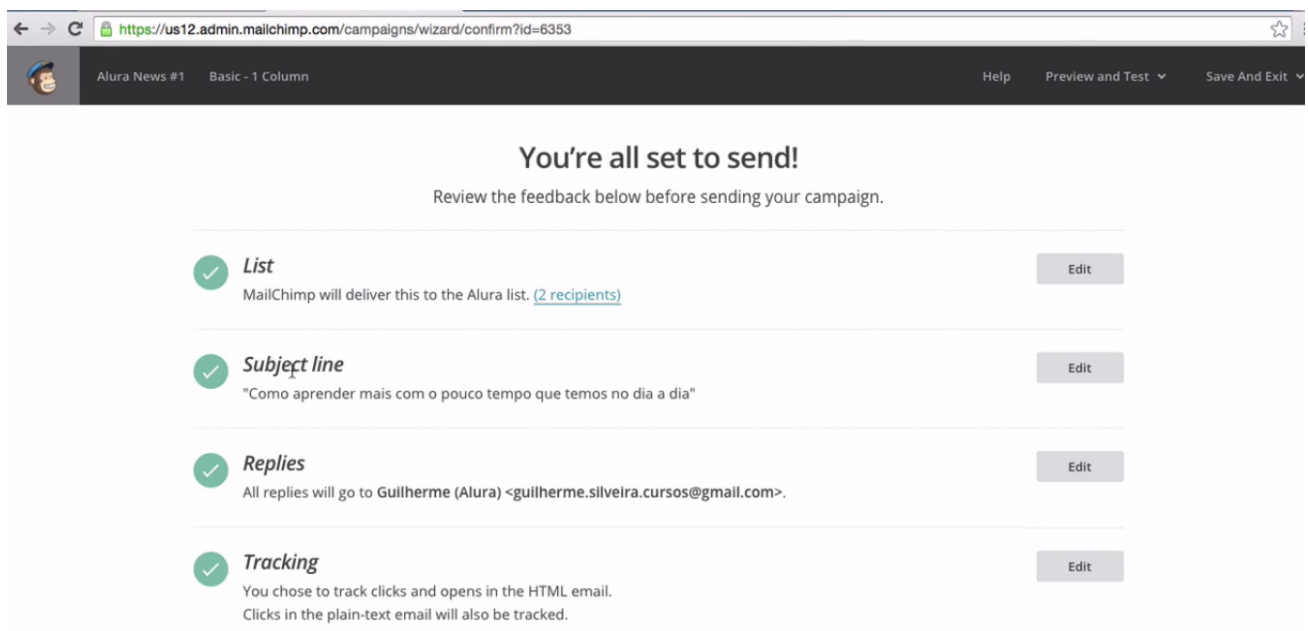 https://us12.admin.mailchimp.com/campaigns/wizard/confirm?id=6353
Alura News #1 Basic - 1 Column Help Preview and Test Save And Exit
You're all set to send!
Review the feedback below before sending your campaign.
List
Edit
MailChimp will deliver this to the Alura list. (2 recipients)
Subject line
Edit
"Como aprender mais com o pouco tempo que temos no dia a dia"
Replies
Edit
All replies will go to Guilherme (Alura) <guilherme.silveira.cursos@gmail.com>.
Tracking
Edit
You chose to track clicks and opens in the HTML email.
Clicks in the plain-text email will also be tracked.